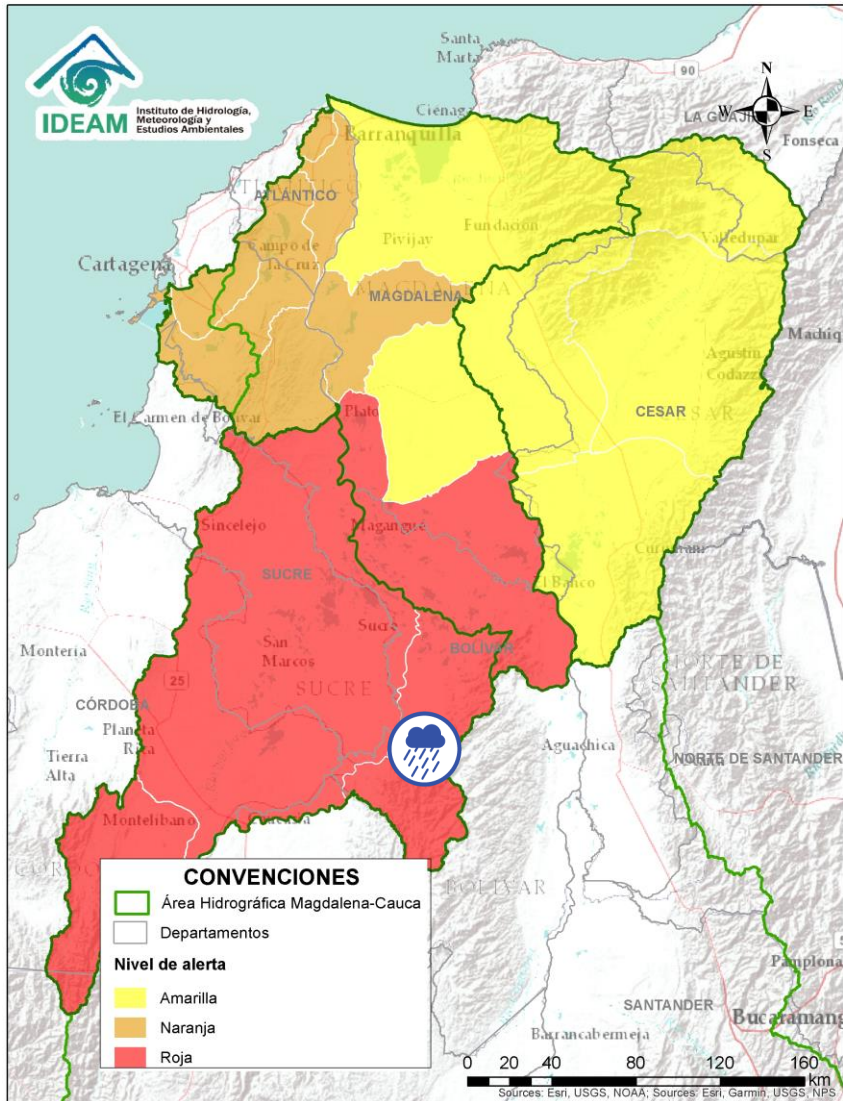 IDEAM
Instituto de Hidrología,
Meteorología y
Estudios Ambientales
Santa
Marta
90
N
W
E
S
Ciénaga
LA GUAJIRA
Fonseca
Barranquilla
ATLÁNTICO
Fundación
Pivijay
Valledupar
Campo de
la Cruz
Cartagena
MAGDALENA
Machiq
Agustín
Codazzi
El Carmen de Bolívar
Plato
CESAR
Sincelejo
Magangué
Curumaní
SUCRE
El Banco
Sucre
Montería
San
Marcos
BOLÍVAR
NORTE DE
SANTANDER
25
SUCRE
CÓRDOBA
Planeta
Rica
Aguachica
Tierra
Alta
NORTE DE SANTANDER
Montelíbano
CONVENCIONES
Área Hidrográfica Magdalena-Cauca
Departamentos
Nivel de alerta
Amarilla
Naranja
Roja
BOLÍVAR
Pamplona
SANTANDER
Bucaramang
Barrancabermeja
0 20 40 80 120 160
km
Sources: Esri, USGS, NOAA; Sources: Esri, Garmin, USGS, NPS